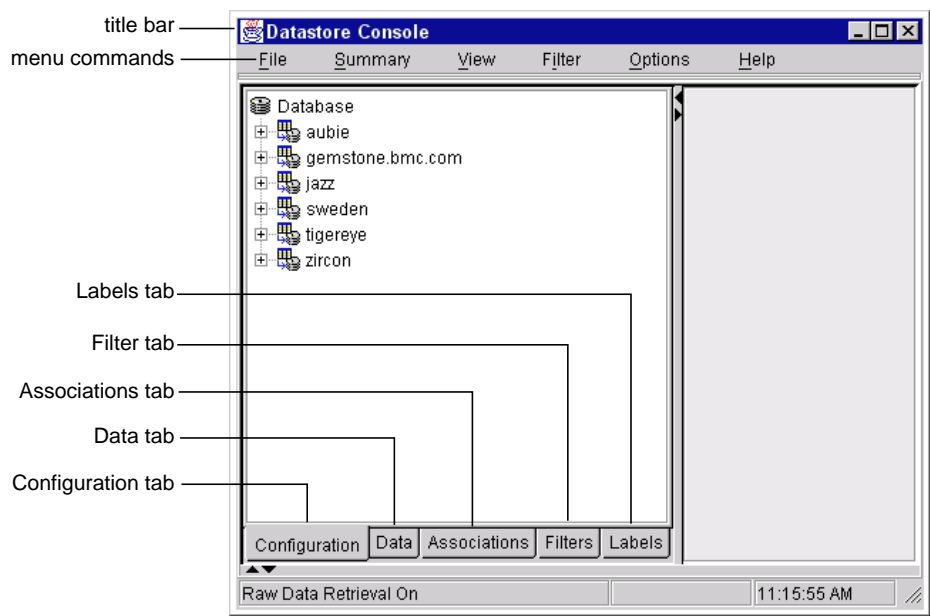 title bar
Datastore Console
menu commands
File Summary View Filter Options Help
Database
aubie
gemstone.bmc.com
jazz
sweden
tigereye
zircon
Labels tab
Filter tab
Associations tab
Data tab
Configuration tab
Configuration Data Associations Filters Labels
Raw Data Retrieval On 11:15:55 AM